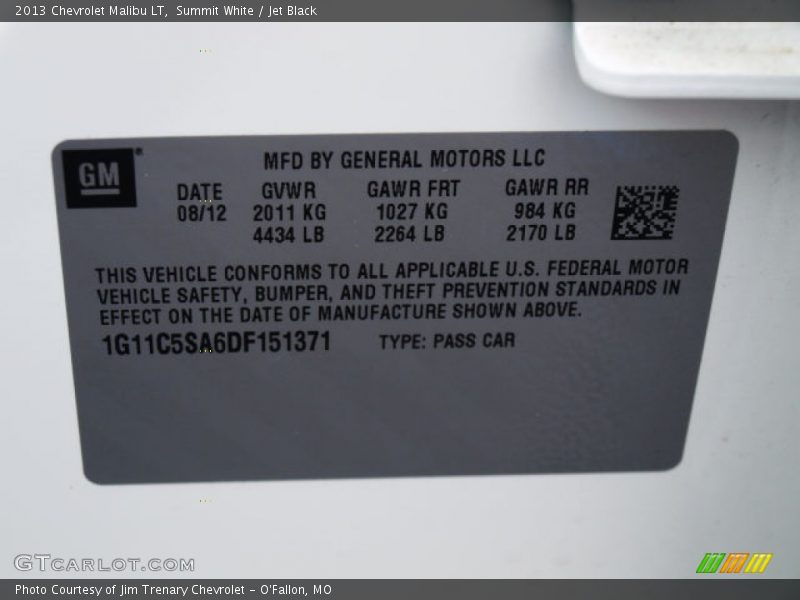 2013 Chevrolet Malibu LT, Summit White / Jet Black
GM
MFD BY GENERAL MOTORS LLC
DATE GVWR GAWR FRT GAWR RR
08/12 2011 KG 1027 KG 984 KG
4434 LB 2264 LB 2170 LB
THIS VEHICLE CONFORMS TO ALL APPLICABLE U.S. FEDERAL MOTOR
VEHICLE SAFETY, BUMPER, AND THEFT PREVENTION STANDARDS IN
EFFECT ON THE DATE OF MANUFACTURE SHOWN ABOVE.
1G11C5SA6DF151371 TYPE: PASS CAR
GTcarlot.com
Photo Courtesy of Jim Trenary Chevrolet - O'Fallon, MO